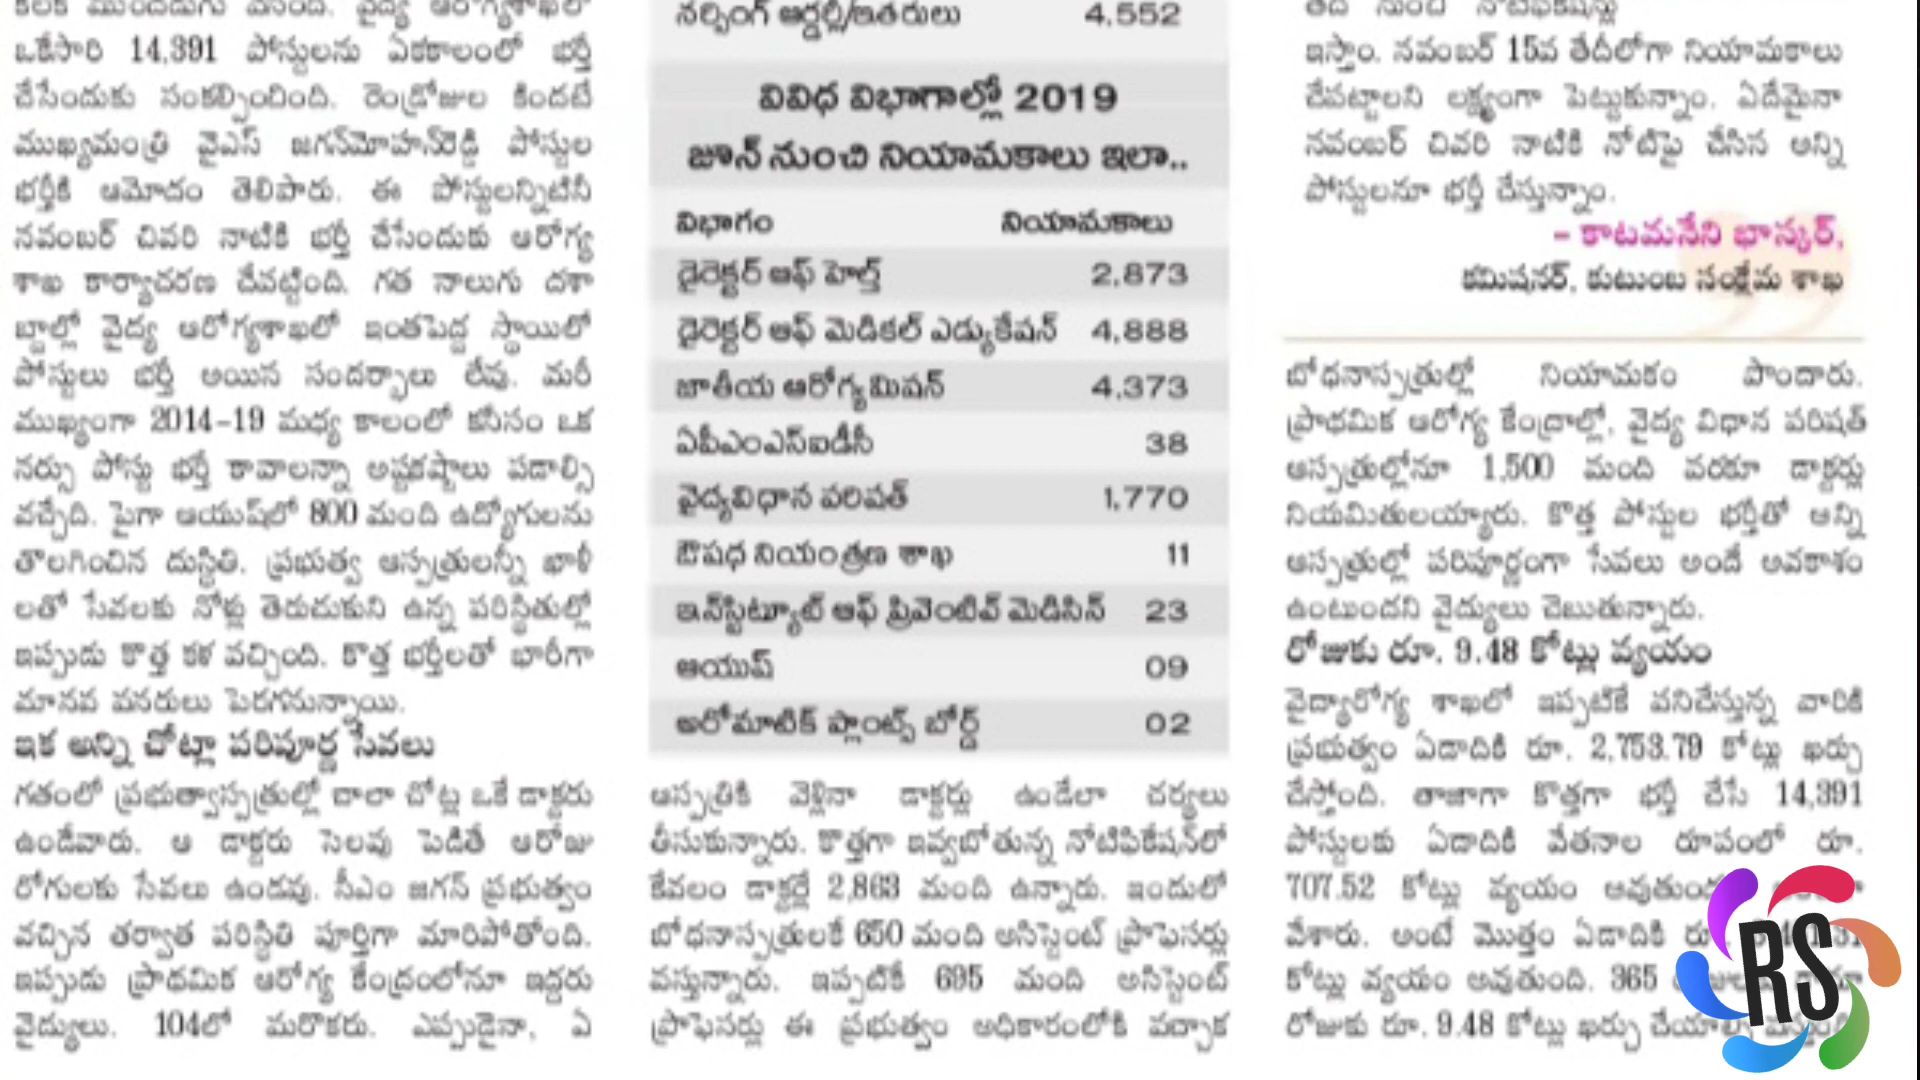 ఒకేసారి 14,391 పోస్టులను ఏకకాలంలో భర్తీ
చేసేందుకు సంకల్పించింది. రెండ్రోజుల కిందటే
ముఖ్యమంత్రి వైఎస్ జగన్‌మోహన్‌రెడ్డి పోస్టుల
భర్తీకి ఆమోదం తెలిపారు. ఈ పోస్టులన్నిటినీ
నవంబర్ చివరి నాటికి భర్తీ చేసేందుకు ఆరోగ్య
శాఖ కార్యాచరణ చేపట్టింది. గత నాలుగు దశా
బ్దాల్లో వైద్య ఆరోగ్యశాఖలో ఇంతపెద్ద స్థాయిలో
పోస్టులు భర్తీ అయిన సందర్భాలు లేవు. మరీ
ముఖ్యంగా 2014-19 మధ్య కాలంలో కనీసం ఒక
నర్సు పోస్టు భర్తీ కావాలన్నా అష్టకష్టాలు పడాల్సి
వచ్చేది. పైగా ఆయుష్‌లో 800 మంది ఉద్యోగులను
తొలగించిన దుస్థితి. ప్రభుత్వ ఆస్పత్రులన్నీ ఖాళీ
లతో సేవలకు నోళ్లు తెరుచుకుని ఉన్న పరిస్థితుల్లో
ఇప్పుడు కొత్త కళ వచ్చింది. కొత్త భర్తీలతో భారీగా
మానవ వనరులు పెరగనున్నాయి.
ఇక అన్ని చోట్లా పరిపూర్ణ సేవలు
గతంలో ప్రభుత్వాస్పత్రుల్లో చాలా చోట్ల ఒకే డాక్టరు
ఉండేవారు. ఆ డాక్టరు సెలవు పెడితే ఆరోజు
రోగులకు సేవలు ఉండవు. సీఎం జగన్ ప్రభుత్వం
వచ్చిన తర్వాత పరిస్థితి పూర్తిగా మారిపోతోంది.
ఇప్పుడు ప్రాథమిక ఆరోగ్య కేంద్రంలోనూ ఇద్దరు
వైద్యులు. 104లో మరొకరు. ఎప్పుడైనా, ఏ
నర్సింగ్ ఆర్డర్లీ/ఇతరులు 4,552
వివిధ విభాగాల్లో 2019
జూన్ నుంచి నియామకాలు ఇలా..
విభాగం నియామకాలు
డైరెక్టర్ ఆఫ్ హెల్త్ 2,873
డైరెక్టర్ ఆఫ్ మెడికల్ ఎడ్యుకేషన్ 4,888
జాతీయ ఆరోగ్య మిషన్ 4,373
ఏపీఎంఎస్ఐడీసీ 38
వైద్యవిధాన పరిషత్ 1,770
ఔషధ నియంత్రణ శాఖ 11
ఇన్‌స్టిట్యూట్ ఆఫ్ ప్రివెంటివ్ మెడిసిన్ 23
ఆయుష్ 09
అరోమాటిక్ ప్లాంట్స్ బోర్డ్ 02
ఆస్పత్రికి వెళ్లినా డాక్టర్లు ఉండేలా చర్యలు
తీసుకున్నారు. కొత్తగా ఇవ్వబోతున్న నోటిఫికేషన్‌లో
కేవలం డాక్టర్లే 2,863 మంది ఉన్నారు. ఇందులో
బోధనాస్పత్రులకే 650 మంది అసిస్టెంట్ ప్రొఫెసర్లు
వస్తున్నారు. ఇప్పటికే 695 మంది అసిస్టెంట్
ప్రొఫెసర్లు ఈ ప్రభుత్వం అధికారంలోకి వచ్చాక
ఇస్తాం. నవంబర్ 15వ తేదీలోగా నియామకాలు
చేపట్టాలని లక్ష్యంగా పెట్టుకున్నాం. ఏదేమైనా
నవంబర్ చివరి నాటికి నోటిఫై చేసిన అన్ని
పోస్టులనూ భర్తీ చేస్తున్నాం.
- కాటమనేని భాస్కర్,
కమిషనర్, కుటుంబ సంక్షేమ శాఖ
బోధనాస్పత్రుల్లో నియామకం పొందారు.
ప్రాథమిక ఆరోగ్య కేంద్రాల్లో, వైద్య విధాన పరిషత్
ఆస్పత్రుల్లోనూ 1,500 మంది వరకూ డాక్టర్లు
నియమితులయ్యారు. కొత్త పోస్టుల భర్తీతో అన్ని
ఆస్పత్రుల్లో పరిపూర్ణంగా సేవలు అందే అవకాశం
ఉంటుందని వైద్యులు చెబుతున్నారు.
రోజుకు రూ. 9.48 కోట్లు వ్యయం
వైద్యారోగ్య శాఖలో ఇప్పటికే పనిచేస్తున్న వారికి
ప్రభుత్వం ఏడాదికి రూ. 2,753.79 కోట్లు ఖర్చు
చేస్తోంది. తాజాగా కొత్తగా భర్తీ చేసే 14,391
పోస్టులకు ఏడాదికి వేతనాల రూపంలో రూ.
707.52 కోట్లు వ్యయం
వేశారు. అంటే మొత్తం ఏడాదికి
కోట్లు వ్యయం అవుతుంది. 365
రోజుకు రూ. 9.48 కోట్లు ఖర్చు
RS